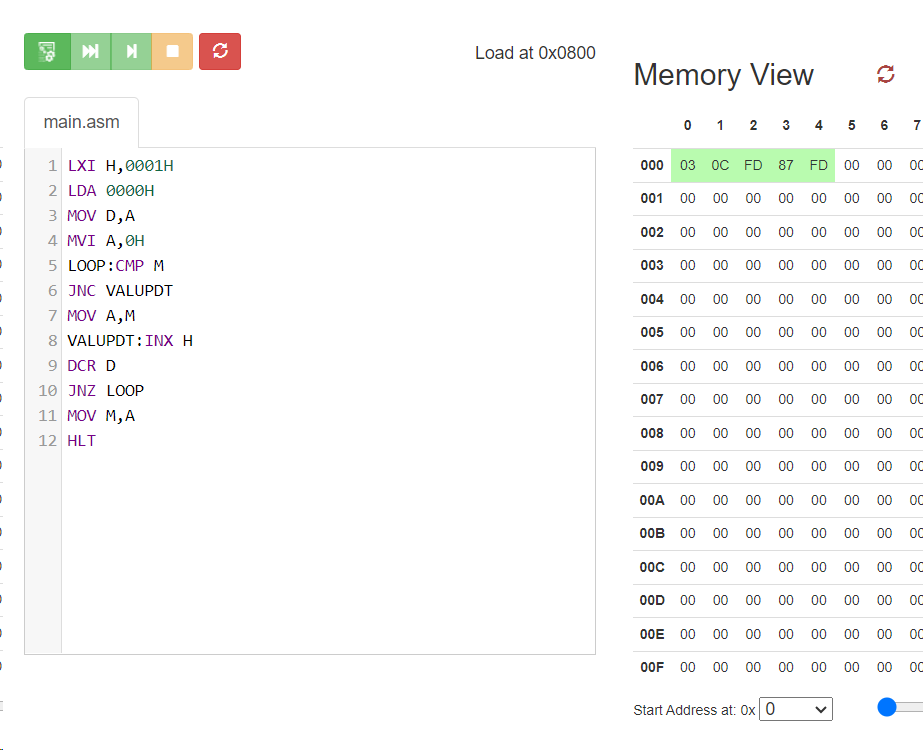 Load at 0x0800
main.asm
1 LXI H,0001H
2 LDA 0000H
3 MOV D,A
4 MVI A,0H
5 LOOP:CMP M
6 JNC VALUPDT
7 MOV A,M
8 VALUPDT:INX H
9 DCR D
10 JNZ LOOP
11 MOV M,A
12 HLT
Memory View
0 1 2 3 4 5 6 7
000 03 0C FD 87 FD 00 00 00
001 00 00 00 00 00 00 00 00
002 00 00 00 00 00 00 00 00
003 00 00 00 00 00 00 00 00
004 00 00 00 00 00 00 00 00
005 00 00 00 00 00 00 00 00
006 00 00 00 00 00 00 00 00
007 00 00 00 00 00 00 00 00
008 00 00 00 00 00 00 00 00
009 00 00 00 00 00 00 00 00
00A 00 00 00 00 00 00 00 00
00B 00 00 00 00 00 00 00 00
00C 00 00 00 00 00 00 00 00
00D 00 00 00 00 00 00 00 00
00E 00 00 00 00 00 00 00 00
00F 00 00 00 00 00 00 00 00
Start Address at: 0x 0